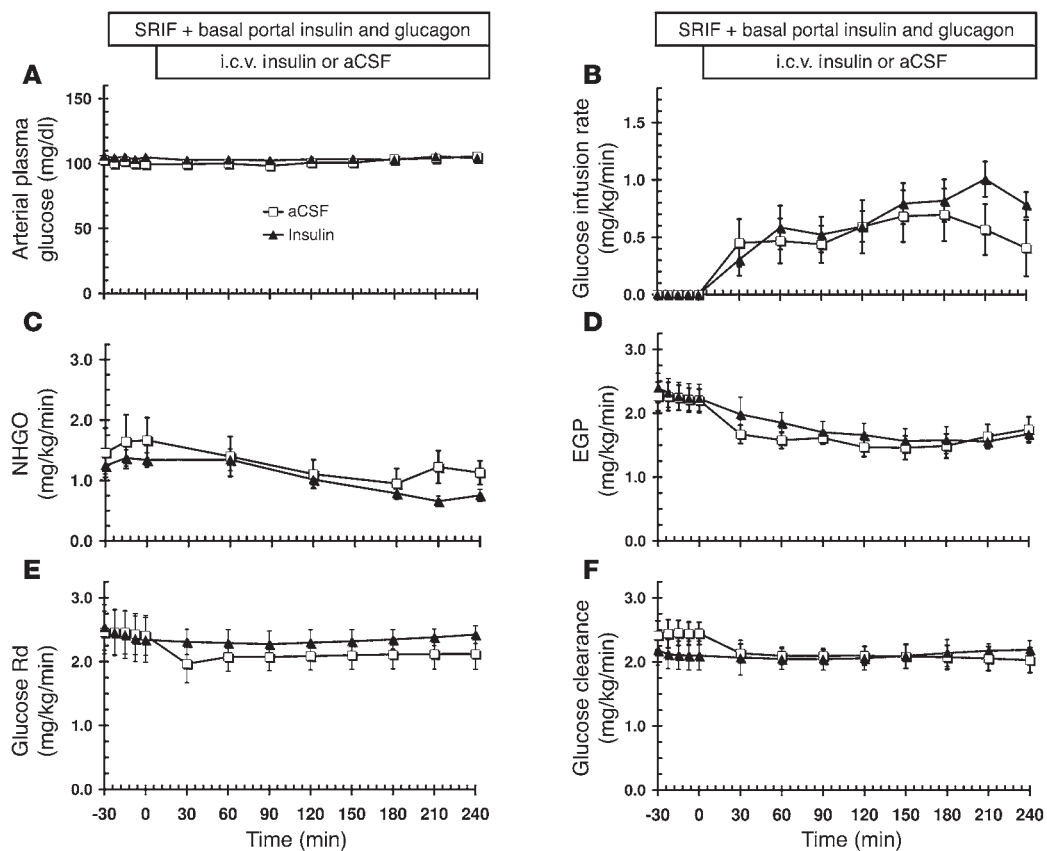 SRIF + basal portal insulin and glucagon
i.c.v. insulin or aCSF
SRIF + basal portal insulin and glucagon
i.c.v. insulin or aCSF
A
Arterial plasma
glucose (mg/dl)
150
100
50
0
aCSF
Insulin
B
Glucose infusion rate
(mg/kg/min)
1.5
1.0
0.5
0.0
C
NHGO
(mg/kg/min)
3.0
2.0
1.0
0.0
D
EGP
(mg/kg/min)
3.0
2.0
1.0
0.0
E
Glucose Rd
(mg/kg/min)
3.0
2.0
1.0
0.0
-30 0 30 60 90 120 150 180 210 240
Time (min)
F
Glucose clearance
(mg/kg/min)
3.0
2.0
1.0
0.0
-30 0 30 60 90 120 150 180 210 240
Time (min)